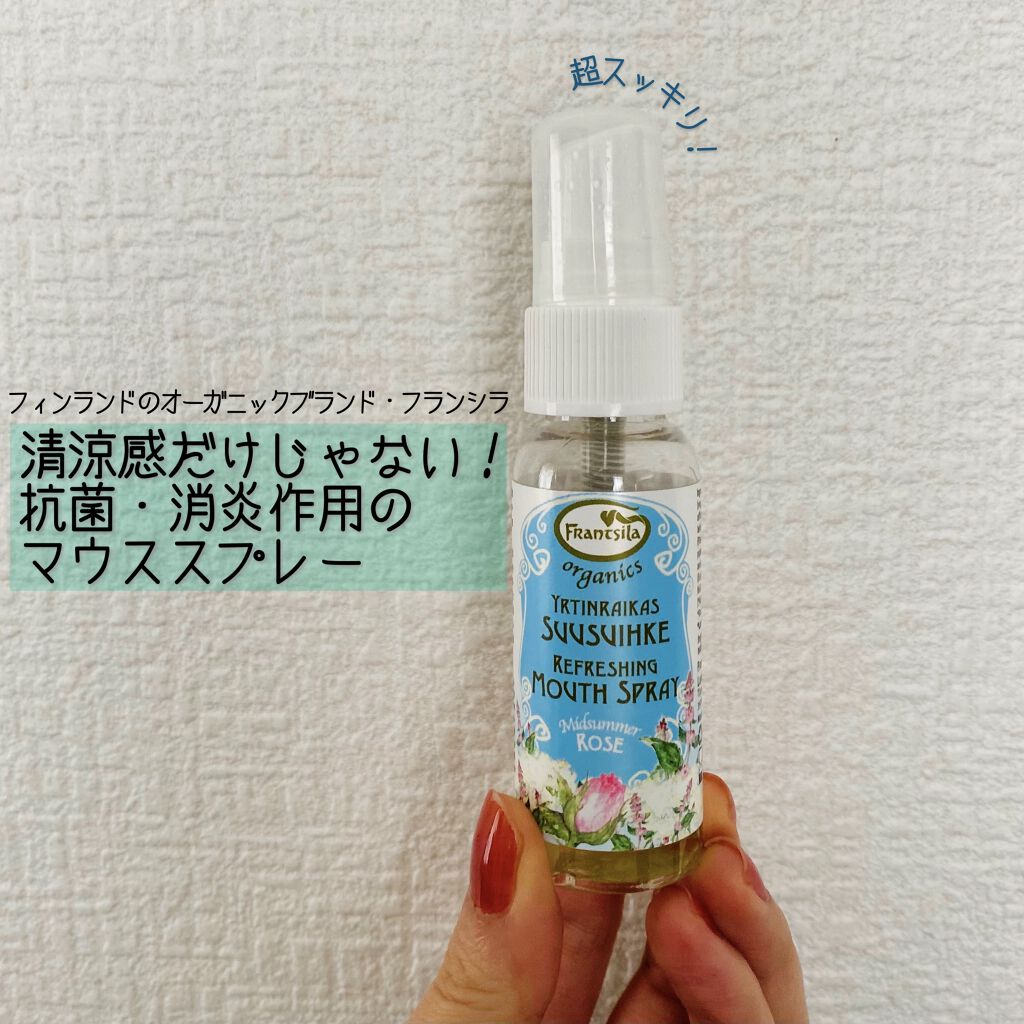 超スッキリ！
フィンランドのオーガニックブランド・フランシラ
清涼感だけじゃない！
抗菌・消炎作用の
マウススプレー
Frantsila
organics
Yrtinraikas
Suusuihke
Refreshing
Mouth Spray
Midsummer
Rose